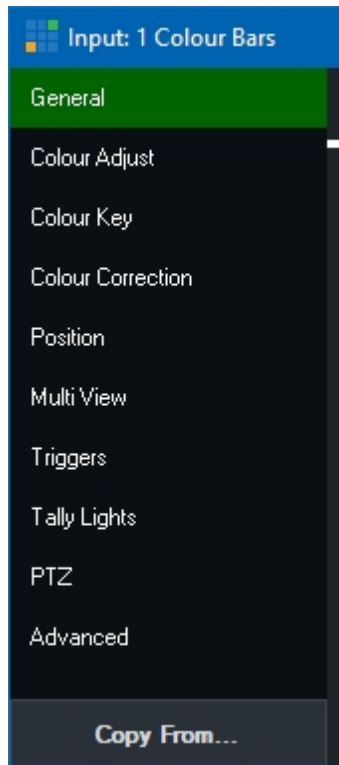 Input: 1 Colour Bars
General
Colour Adjust
Colour Key
Colour Correction
Position
Multi View
Triggers
Tally Lights
PTZ
Advanced
Copy From...